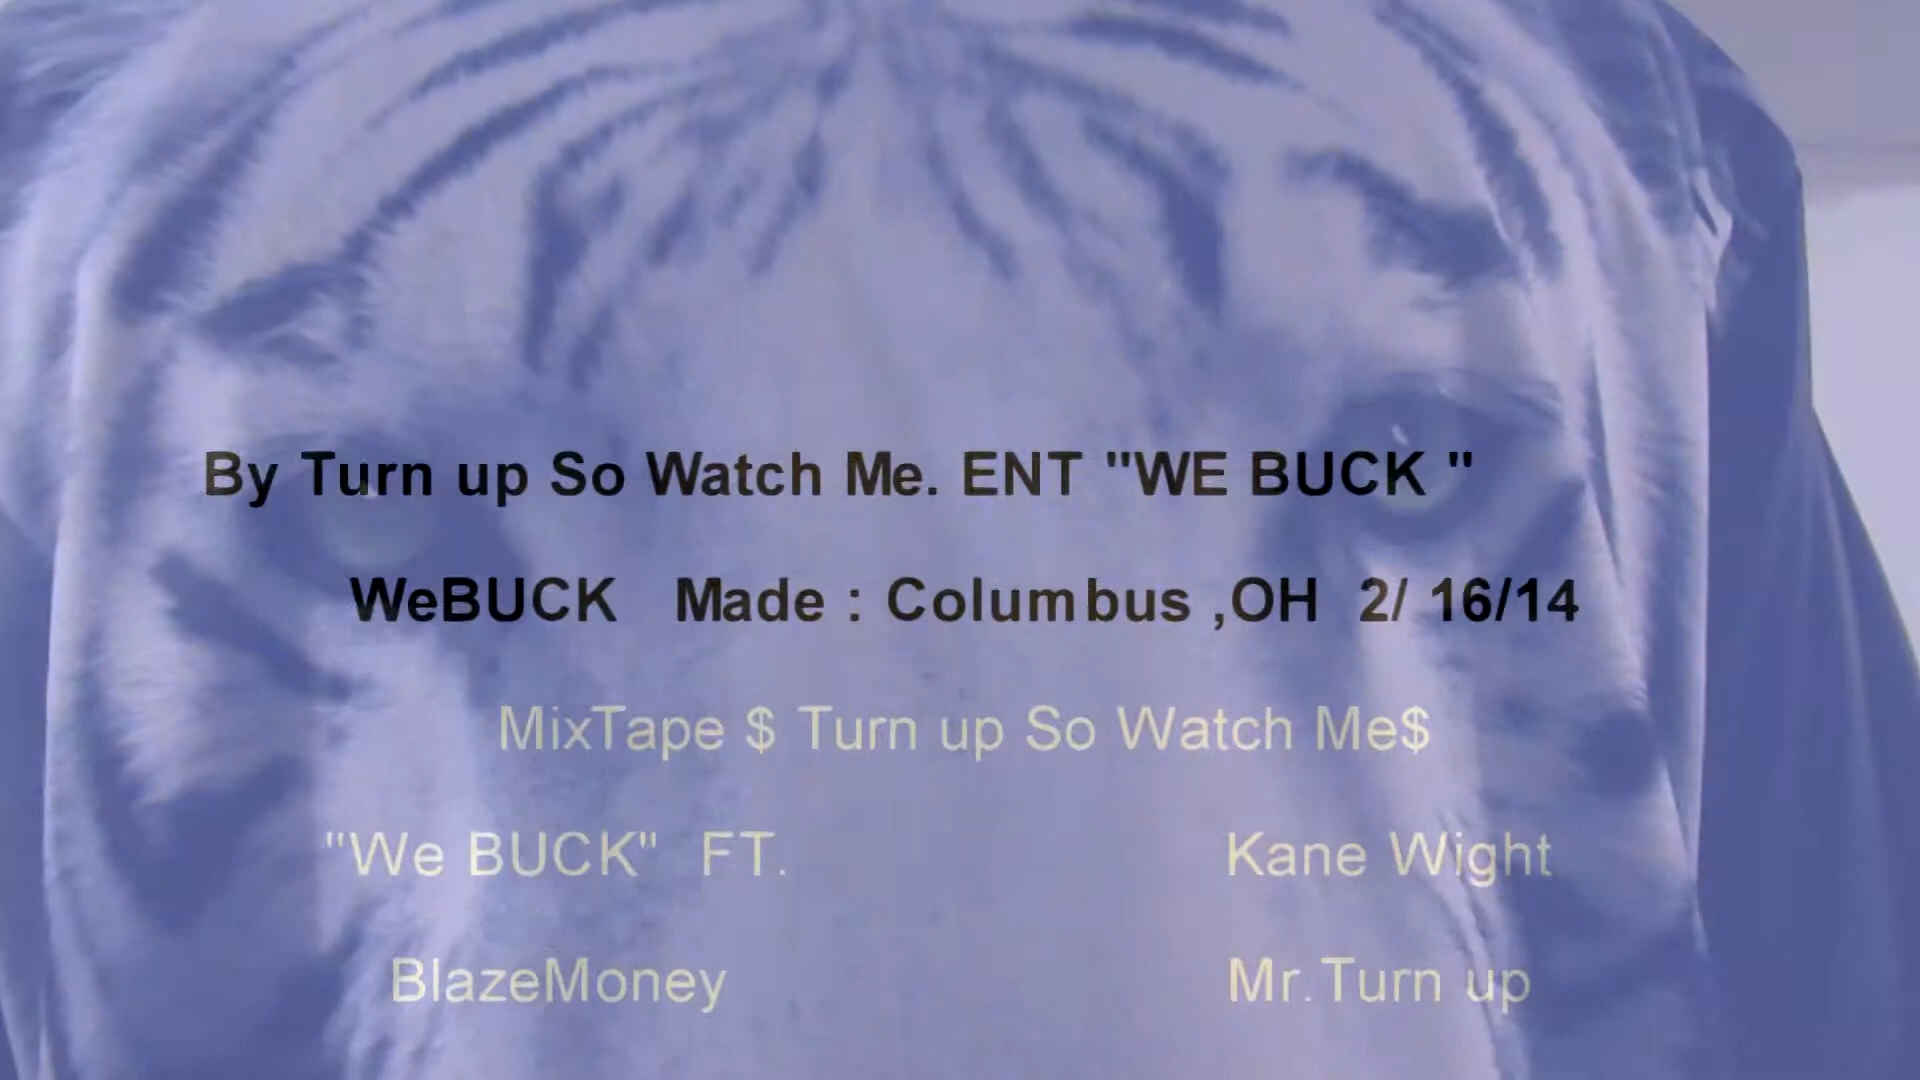 By Turn up So Watch Me. ENT "WE BUCK "
WeBUCK Made : Columbus ,OH 2/ 16/14
MixTape $ Turn up So Watch Me$
"We BUCK" FT. Kane Wight
BlazeMoney Mr.Turn up